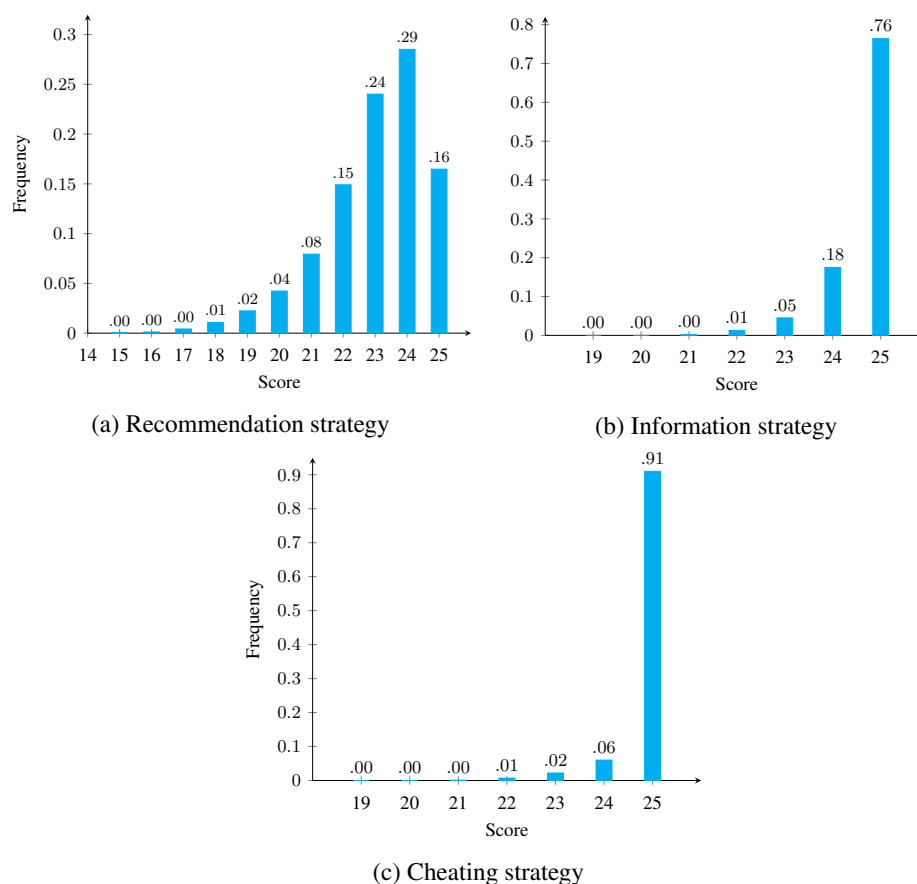 0.3
0.25
0.2
0.15
0.1
0.05
0
Frequency
.00 .00 .00 .01 .02 .04 .08 .15 .24 .29 .16
14 15 16 17 18 19 20 21 22 23 24 25
Score
(a) Recommendation strategy
0.8
0.7
0.6
0.5
0.4
0.3
0.2
0.1
0
.00 .00 .00 .01 .05 .18 .76
19 20 21 22 23 24 25
Score
(b) Information strategy
0.9
0.8
0.7
0.6
0.5
0.4
0.3
0.2
0.1
0
Frequency
.00 .00 .00 .01 .02 .06 .91
19 20 21 22 23 24 25
Score
(c) Cheating strategy